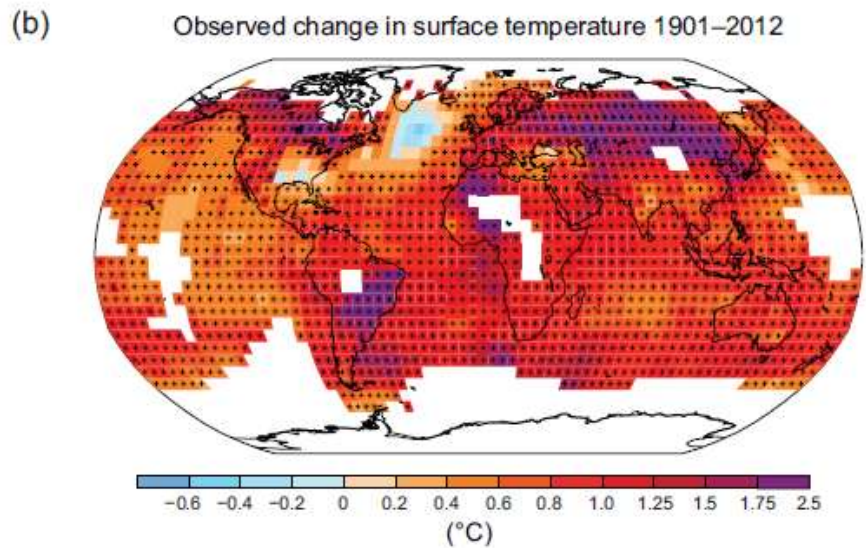 (b)
Observed change in surface temperature 1901–2012
−0.6 −0.4 −0.2 0 0.2 0.4 0.6 0.8 1.0 1.25 1.5 1.75 2.5
(°C)